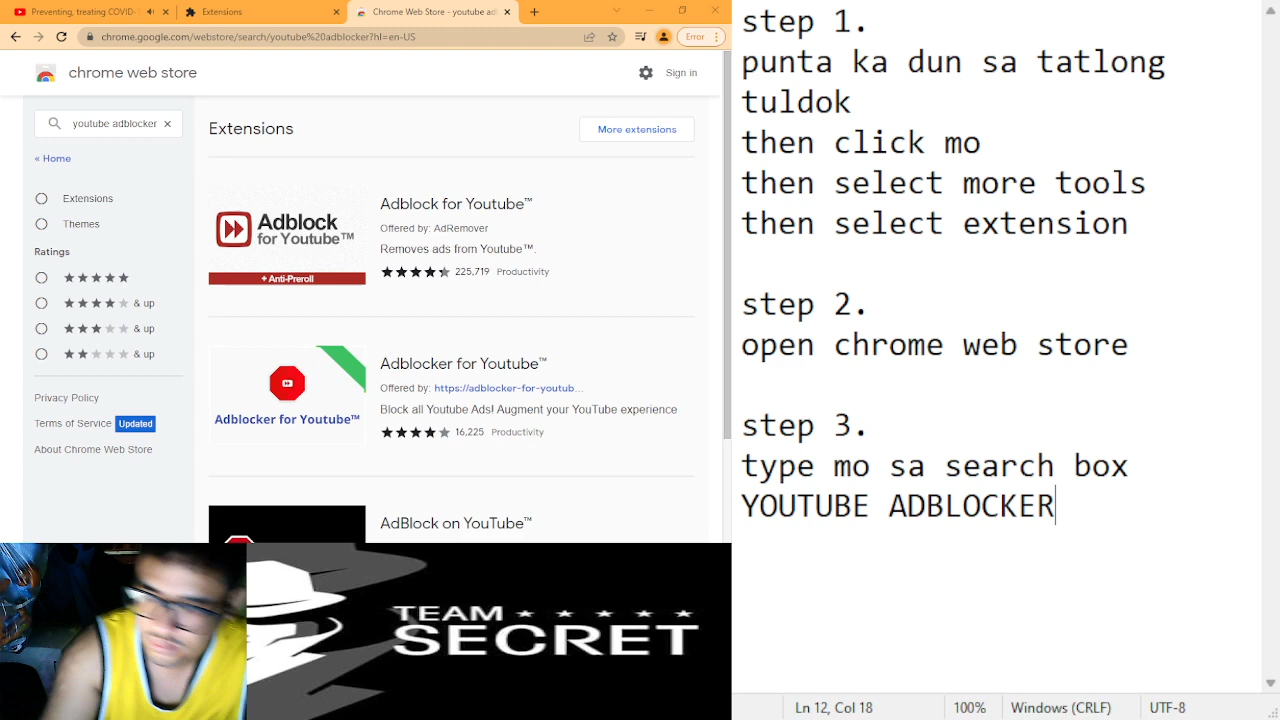 Preventing, treating COVID-
Extensions
Chrome Web Store - youtube ad
chrome.google.com/webstore/search/youtube%20adblocker?hl=en-US
Error
chrome web store
Sign in
youtube adblocker
« Home
Extensions
Themes
Ratings
& up
& up
& up
Privacy Policy
Terms of Service Updated
About Chrome Web Store
Extensions
More extensions
Adblock
for Youtube™
+ Anti-Preroll
Adblock for Youtube™
Offered by: AdRemover
Removes ads from Youtube™.
225,719 Productivity
Adblocker for Youtube™
Adblocker for Youtube™
Offered by: https://adblocker-for-youtub...
Block all Youtube Ads! Augment your YouTube experience
16,225 Productivity
AdBlock on YouTube™
TEAM
SECRET
step 1.
punta ka dun sa tatlong
tuldok
then click mo
then select more tools
then select extension
step 2.
open chrome web store
step 3.
type mo sa search box
YOUTUBE ADBLOCKER
Ln 12, Col 18
100%
Windows (CRLF)
UTF-8